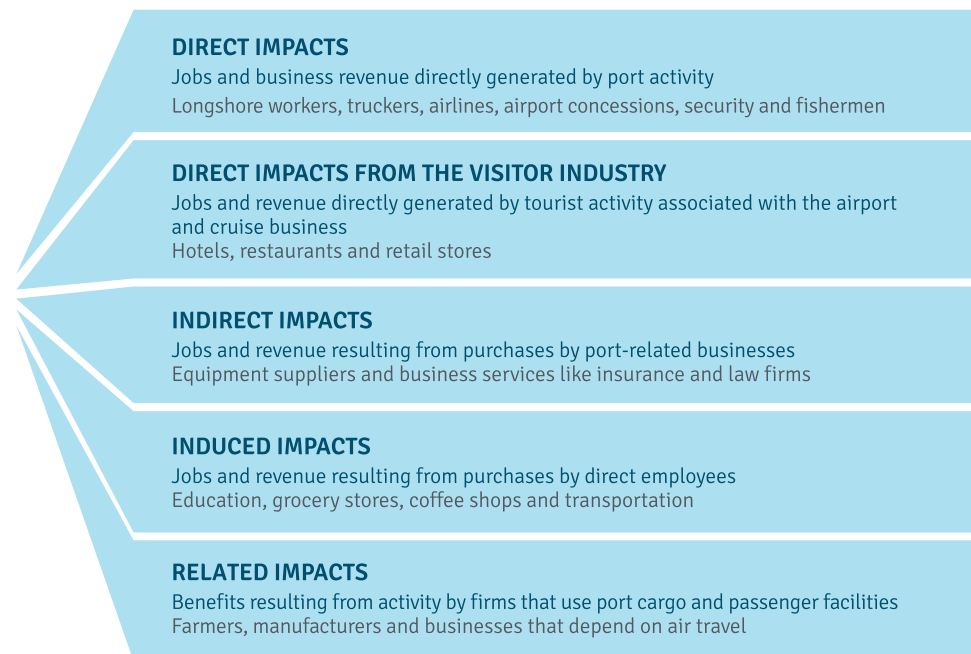 DIRECT IMPACTS
Jobs and business revenue directly generated by port activity
Longshore workers, truckers, airlines, airport concessions, security and fishermen
DIRECT IMPACTS FROM THE VISITOR INDUSTRY
Jobs and revenue directly generated by tourist activity associated with the airport
and cruise business
Hotels, restaurants and retail stores
INDIRECT IMPACTS
Jobs and revenue resulting from purchases by port-related businesses
Equipment suppliers and business services like insurance and law firms
INDUCED IMPACTS
Jobs and revenue resulting from purchases by direct employees
Education, grocery stores, coffee shops and transportation
RELATED IMPACTS
Benefits resulting from activity by firms that use port cargo and passenger facilities
Farmers, manufacturers and businesses that depend on air travel